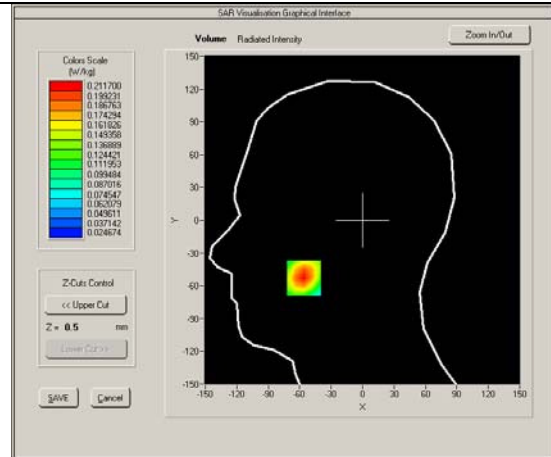 SAR Visualisation Graphical Interface
Volume Radiated Intensity
Zoom In/Out
Colors Scale
(W/kg)
0.211700
0.199231
0.186763
0.174294
0.161826
0.149358
0.136889
0.124421
0.111953
0.099484
0.087016
0.074547
0.062079
0.049611
0.037142
0.024674
Z-Cuts Control
<< Upper Cut
Z = 0.5 mm
SAVE Cancel
150-
120-
90-
60-
30-
Y 0-
-30-
-60-
-90-
-120-
-150-
-150 -120 -90 -60 -30 0 30 60 90 120 150
X